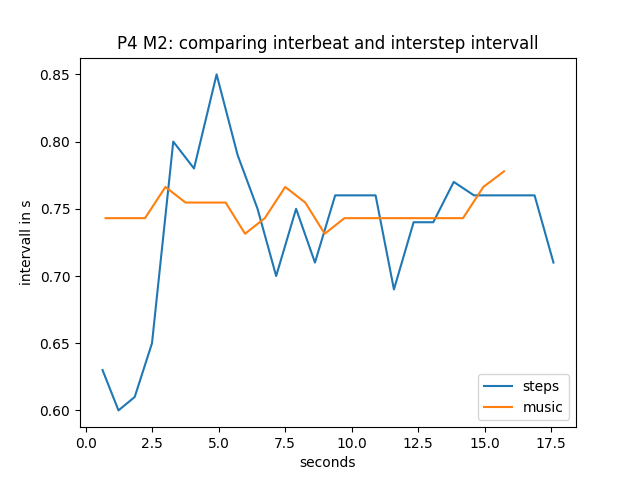 P4 M2: comparing interbeat and interstep intervall
0.85
0.80
0.75
0.70
0.65
0.60
intervall in s
steps
music
0.0 2.5 5.0 7.5 10.0 12.5 15.0 17.5
seconds